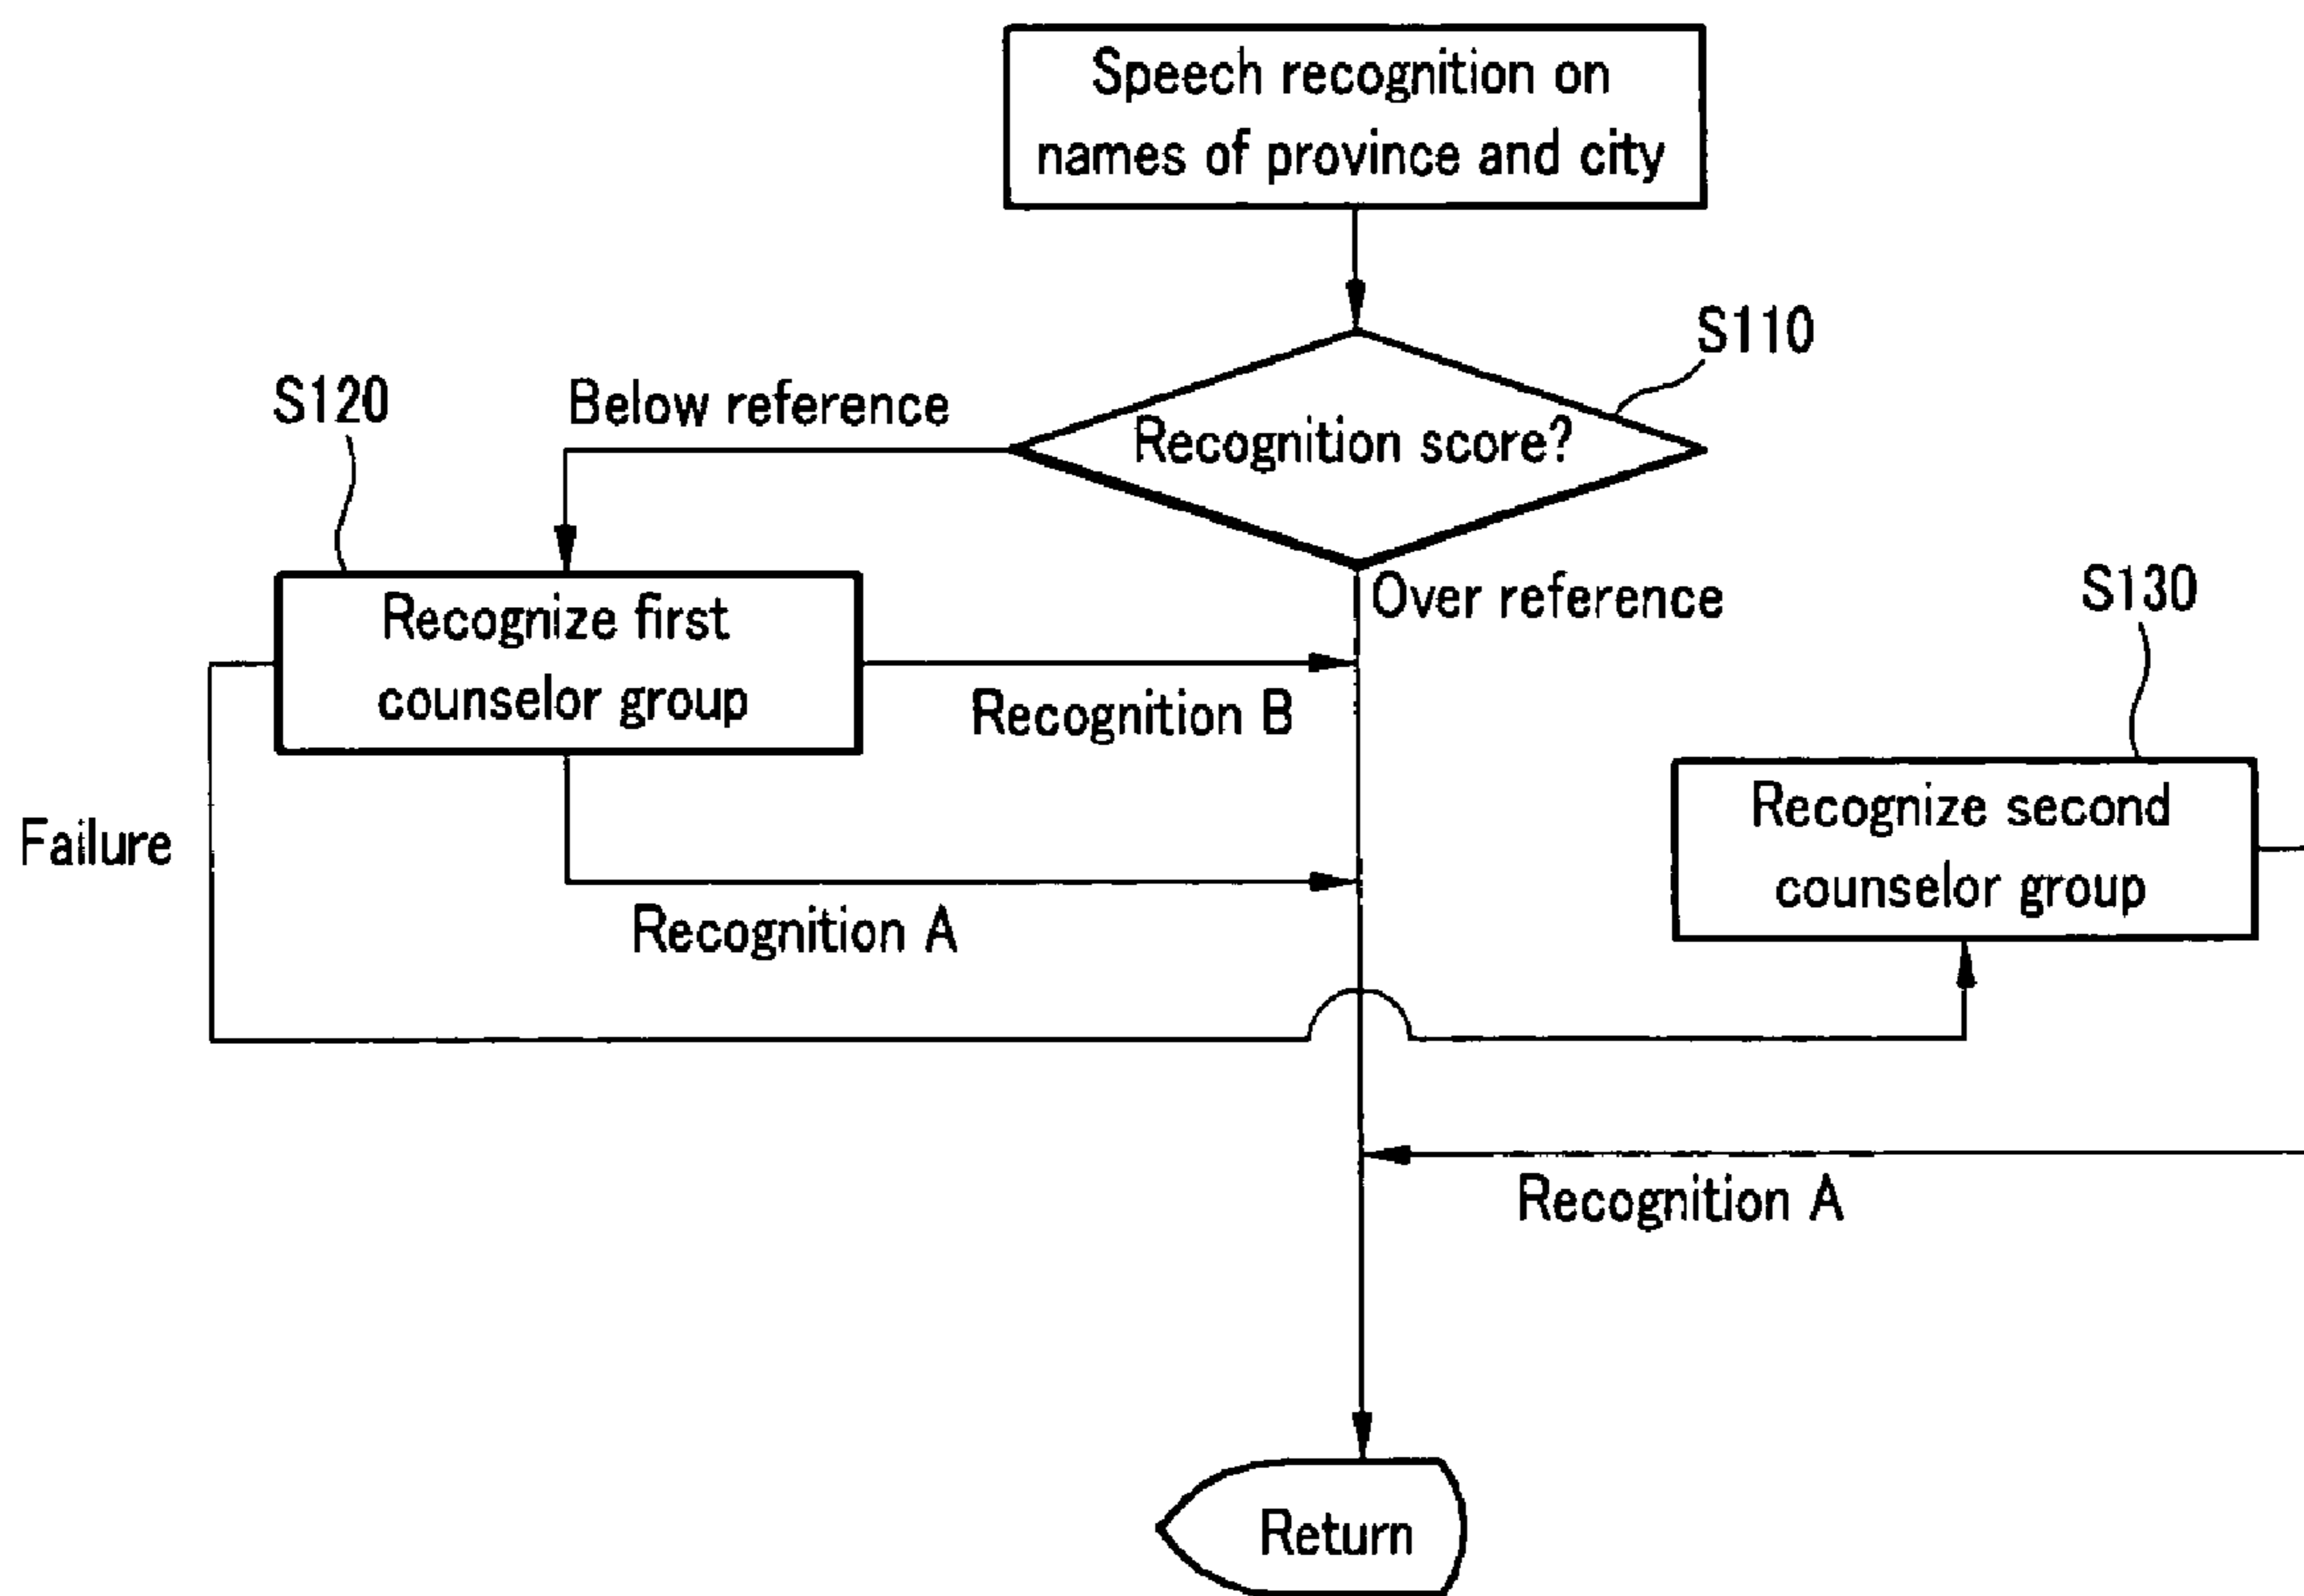 Speech recognition on
names of province and city
S110
Recognition score?
Below reference
S120
Over reference
Recognize first
counselor group
S130
Recognition B
Recognize second
counselor group
Failure
Recognition A
Recognition A
Return